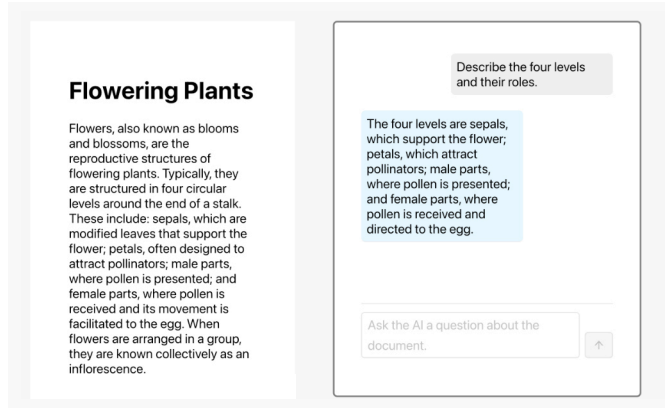 Flowering Plants
Flowers, also known as blooms
and blossoms, are the
reproductive structures of
flowering plants. Typically, they
are structured in four circular
levels around the end of a stalk.
These include: sepals, which are
modified leaves that support the
flower; petals, often designed to
attract pollinators; male parts,
where pollen is presented; and
female parts, where pollen is
received and its movement is
facilitated to the egg. When
flowers are arranged in a group,
they are known collectively as an
inflorescence.
Describe the four levels
and their roles.
The four levels are sepals,
which support the flower;
petals, which attract
pollinators; male parts,
where pollen is presented;
and female parts, where
pollen is received and
directed to the egg.
Ask the AI a question about the
document.